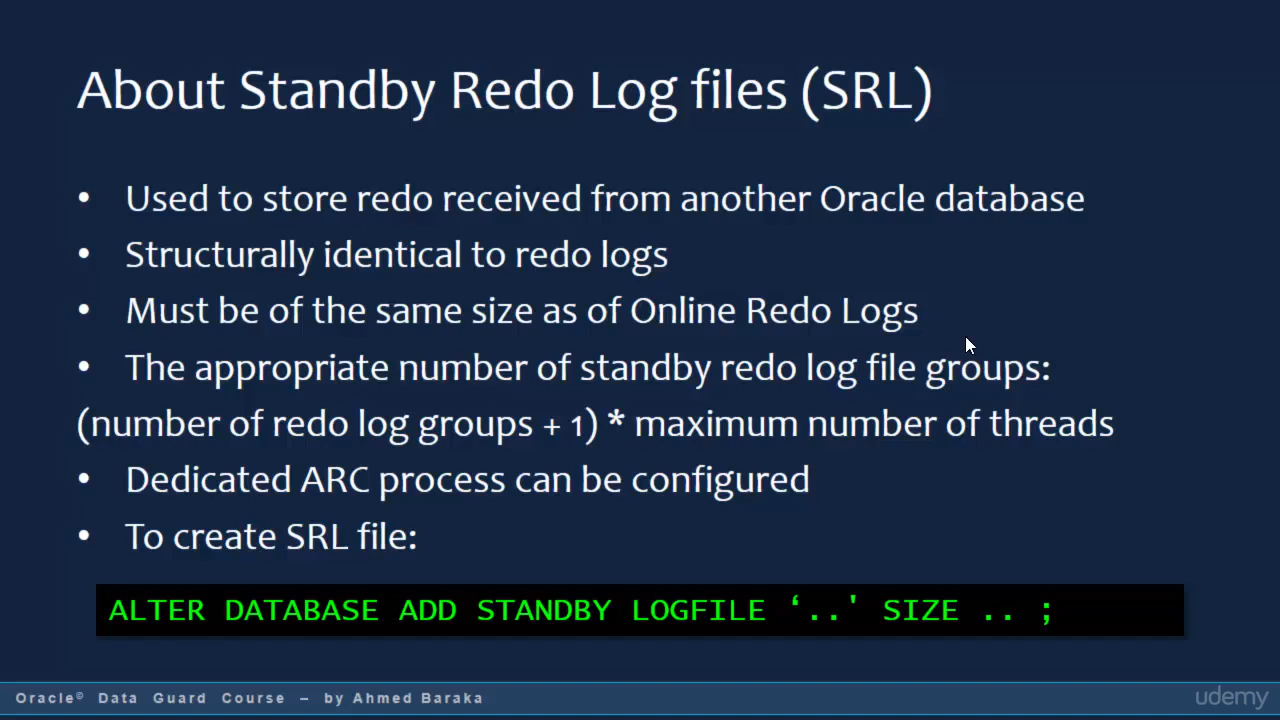 About Standby Redo Log files (SRL)
• Used to store redo received from another Oracle database
• Structurally identical to redo logs
• Must be of the same size as of Online Redo Logs
• The appropriate number of standby redo log file groups:
(number of redo log groups + 1) * maximum number of threads
• Dedicated ARC process can be configured
• To create SRL file:
ALTER DATABASE ADD STANDBY LOGFILE ‘..' SIZE .. ;
Oracle© Data Guard Course – by Ahmed Baraka
udemy